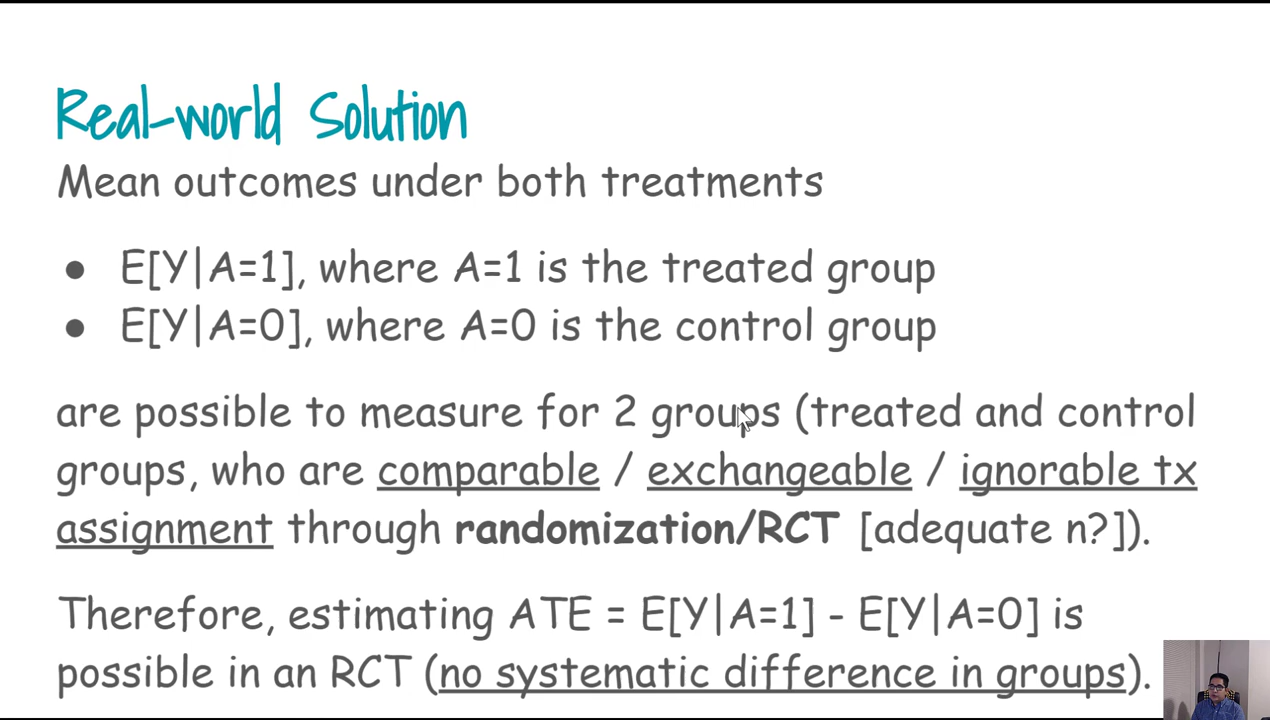 Real-world Solution
Mean outcomes under both treatments
● E[Y|A=1], where A=1 is the treated group
● E[Y|A=0], where A=0 is the control group
are possible to measure for 2 groups (treated and control
groups, who are comparable / exchangeable / ignorable tx
assignment through randomization/RCT [adequate n?]).
Therefore, estimating ATE = E[Y|A=1] - E[Y|A=0] is
possible in an RCT (no systematic difference in groups).